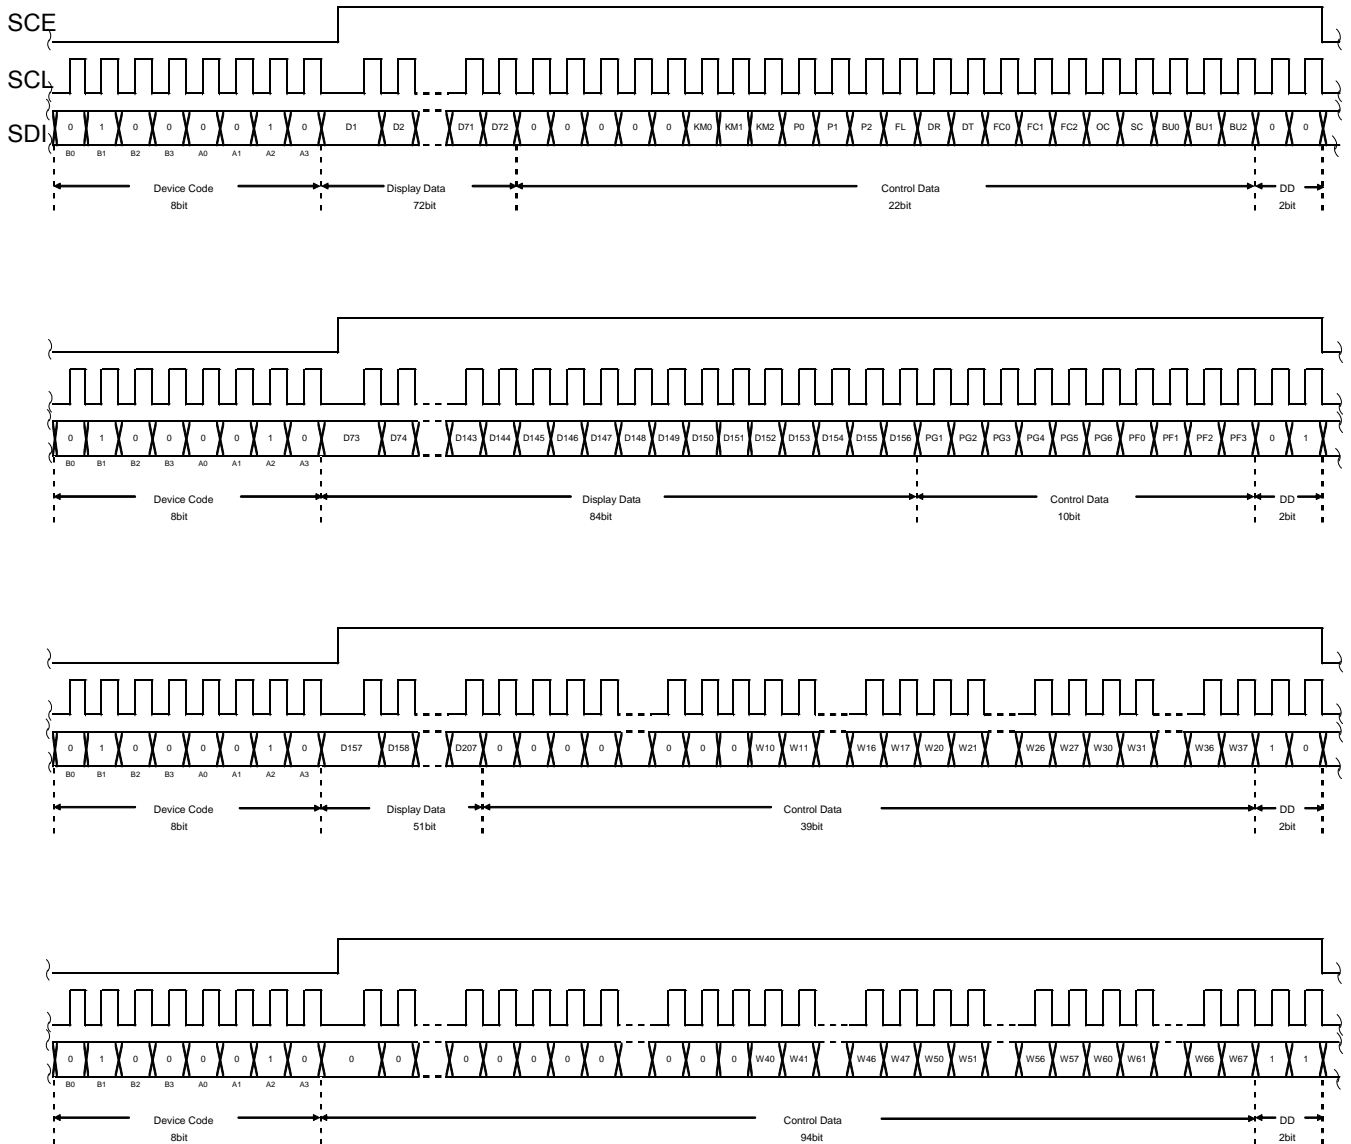 SCE
SCL
SDI 0 1 0 0 0 0 1 0 D1 D2 D71 D72 0 0 0 0 0 KM0 KM1 KM2 P0 P1 P2 FL DR DT FC0 FC1 FC2 OC SC BU0 BU1 BU2 0 0
B0 B1 B2 B3 A0 A1 A2 A3
Device Code Display Data Control Data DD
8bit 72bit 22bit 2bit
0 1 0 0 0 0 1 0 D73 D74 D143 D144 D145 D146 D147 D148 D149 D150 D151 D152 D153 D154 D155 D156 PG1 PG2 PG3 PG4 PG5 PG6 PF0 PF1 PF2 PF3 0 1
B0 B1 B2 B3 A0 A1 A2 A3
Device Code Display Data Control Data DD
8bit 84bit 10bit 2bit
0 1 0 0 0 0 1 0 D157 D158 D207 0 0 0 0 0 0 0 W10 W11 W16 W17 W20 W21 W26 W27 W30 W31 W36 W37 1 0
B0 B1 B2 B3 A0 A1 A2 A3
Device Code Display Data Control Data DD
8bit 51bit 39bit 2bit
0 1 0 0 0 0 1 0 0 0 0 0 0 0 0 0 0 0 W40 W41 W46 W47 W50 W51 W56 W57 W60 W61 W66 W67 1 1
B0 B1 B2 B3 A0 A1 A2 A3
Device Code Control Data DD
8bit 94bit 2bit